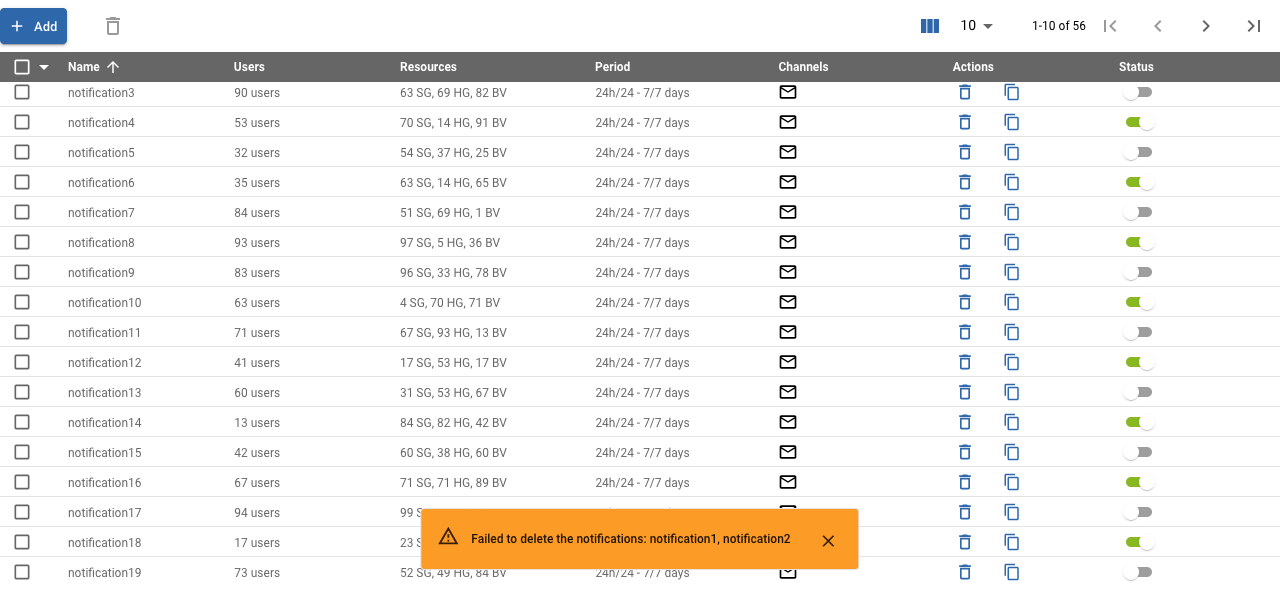 Add
10
1-10 of 56
Name Users Resources Period Channels Actions Status
notification3 90 users 63 SG, 69 HG, 82 BV 24h/24 - 7/7 days
notification4 53 users 70 SG, 14 HG, 91 BV 24h/24 - 7/7 days
notification5 32 users 54 SG, 37 HG, 25 BV 24h/24 - 7/7 days
notification6 35 users 63 SG, 14 HG, 65 BV 24h/24 - 7/7 days
notification7 84 users 51 SG, 69 HG, 1 BV 24h/24 - 7/7 days
notification8 93 users 97 SG, 5 HG, 36 BV 24h/24 - 7/7 days
notification9 83 users 96 SG, 33 HG, 78 BV 24h/24 - 7/7 days
notification10 63 users 4 SG, 70 HG, 71 BV 24h/24 - 7/7 days
notification11 71 users 67 SG, 93 HG, 13 BV 24h/24 - 7/7 days
notification12 41 users 17 SG, 53 HG, 17 BV 24h/24 - 7/7 days
notification13 60 users 31 SG, 53 HG, 67 BV 24h/24 - 7/7 days
notification14 13 users 84 SG, 82 HG, 42 BV 24h/24 - 7/7 days
notification15 42 users 60 SG, 38 HG, 60 BV 24h/24 - 7/7 days
notification16 67 users 71 SG, 71 HG, 89 BV 24h/24 - 7/7 days
notification17 94 users 99
notification18 17 users 23
Failed to delete the notifications: notification1, notification2
notification19 73 users 52 SG, 49 HG, 84 BV 24h/24 - 7/7 days